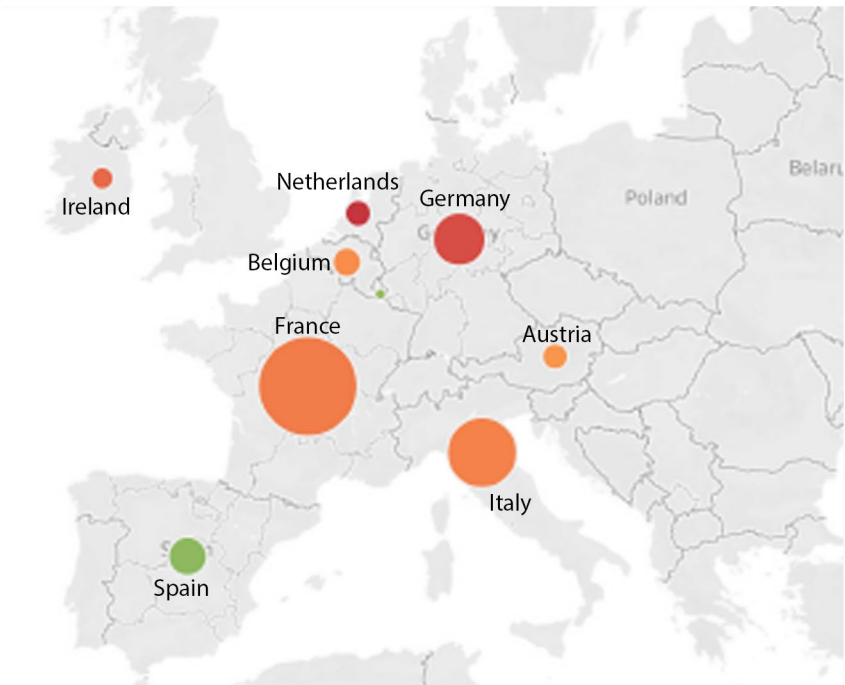 Netherlands
Germany
Poland
Belaru
Ireland
Belgium
France
Austria
Italy
Spain